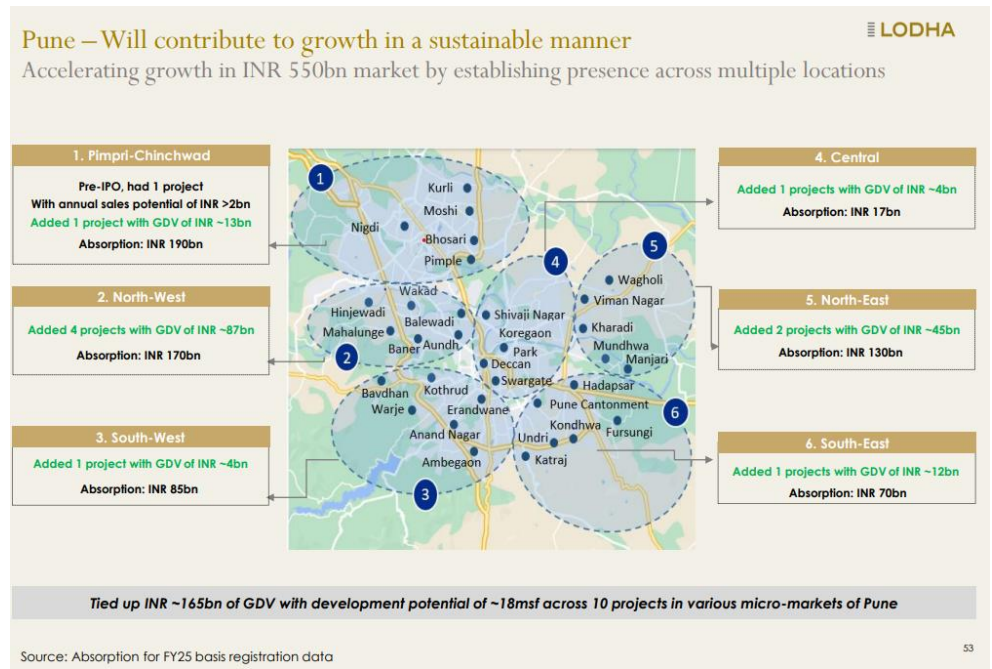 LODHA
Pune – Will contribute to growth in a sustainable manner
Accelerating growth in INR 550bn market by establishing presence across multiple locations
1. Pimpri-Chinchwad
Pre-IPO, had 1 project
With annual sales potential of INR >2bn
Added 1 project with GDV of INR ~13bn
Absorption: INR 190bn
2. North-West
Added 4 projects with GDV of INR ~87bn
Absorption: INR 170bn
3. South-West
Added 1 project with GDV of INR ~4bn
Absorption: INR 85bn
1
Kurli
Moshi
Nigdi
Bhosari
Pimple
4
5
Wakad
Hinjewadi
Balewadi
Mahalunge
Baner
Aundh
2
Shivaji Nagar
Koregaon
Park
Deccan
Swargate
Wagholi
Viman Nagar
Kharadi
Mundhwa
Manjari
Hadapsar
Bavdhan
Kothrud
Warje
Erandwane
Anand Nagar
Ambegaon
3
Pune Cantonment
6
Kondhwa
Fursungi
Undri
Katraj
4. Central
Added 1 projects with GDV of INR ~4bn
Absorption: INR 17bn
5. North-East
Added 2 projects with GDV of INR ~45bn
Absorption: INR 130bn
6. South-East
Added 1 projects with GDV of INR ~12bn
Absorption: INR 70bn
Tied up INR ~165bn of GDV with development potential of ~18msf across 10 projects in various micro-markets of Pune
Source: Absorption for FY25 basis registration data
53